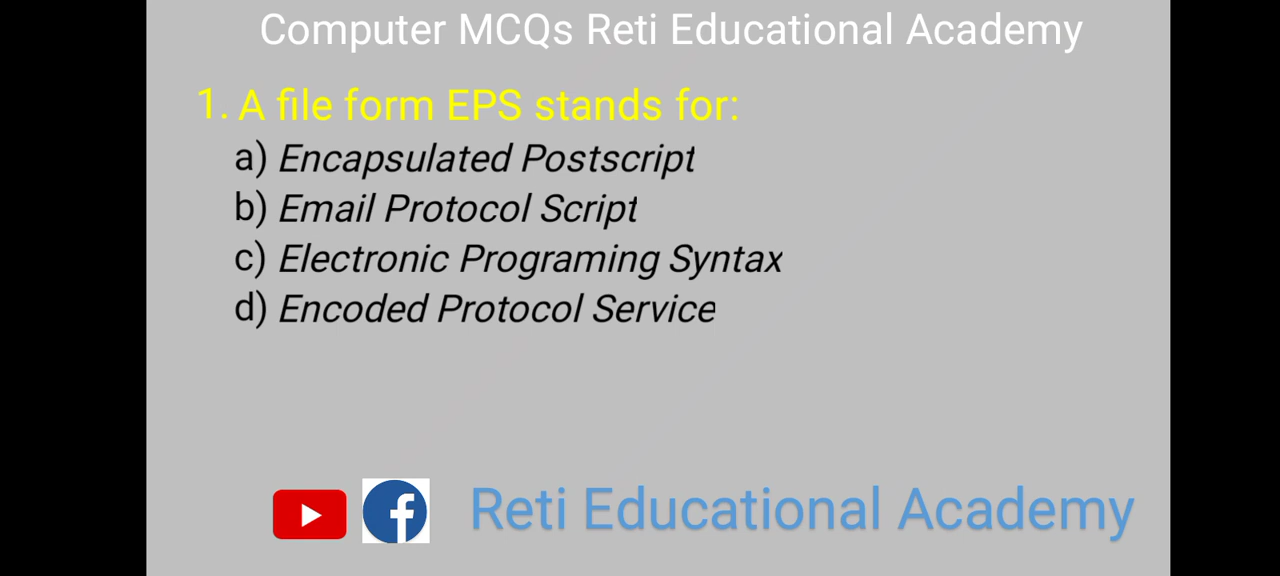 Computer MCQs Reti Educational Academy
1. A file form EPS stands for:
a) Encapsulated Postscript
b) Email Protocol Script
c) Electronic Programing Syntax
d) Encoded Protocol Service
Reti Educational Academy